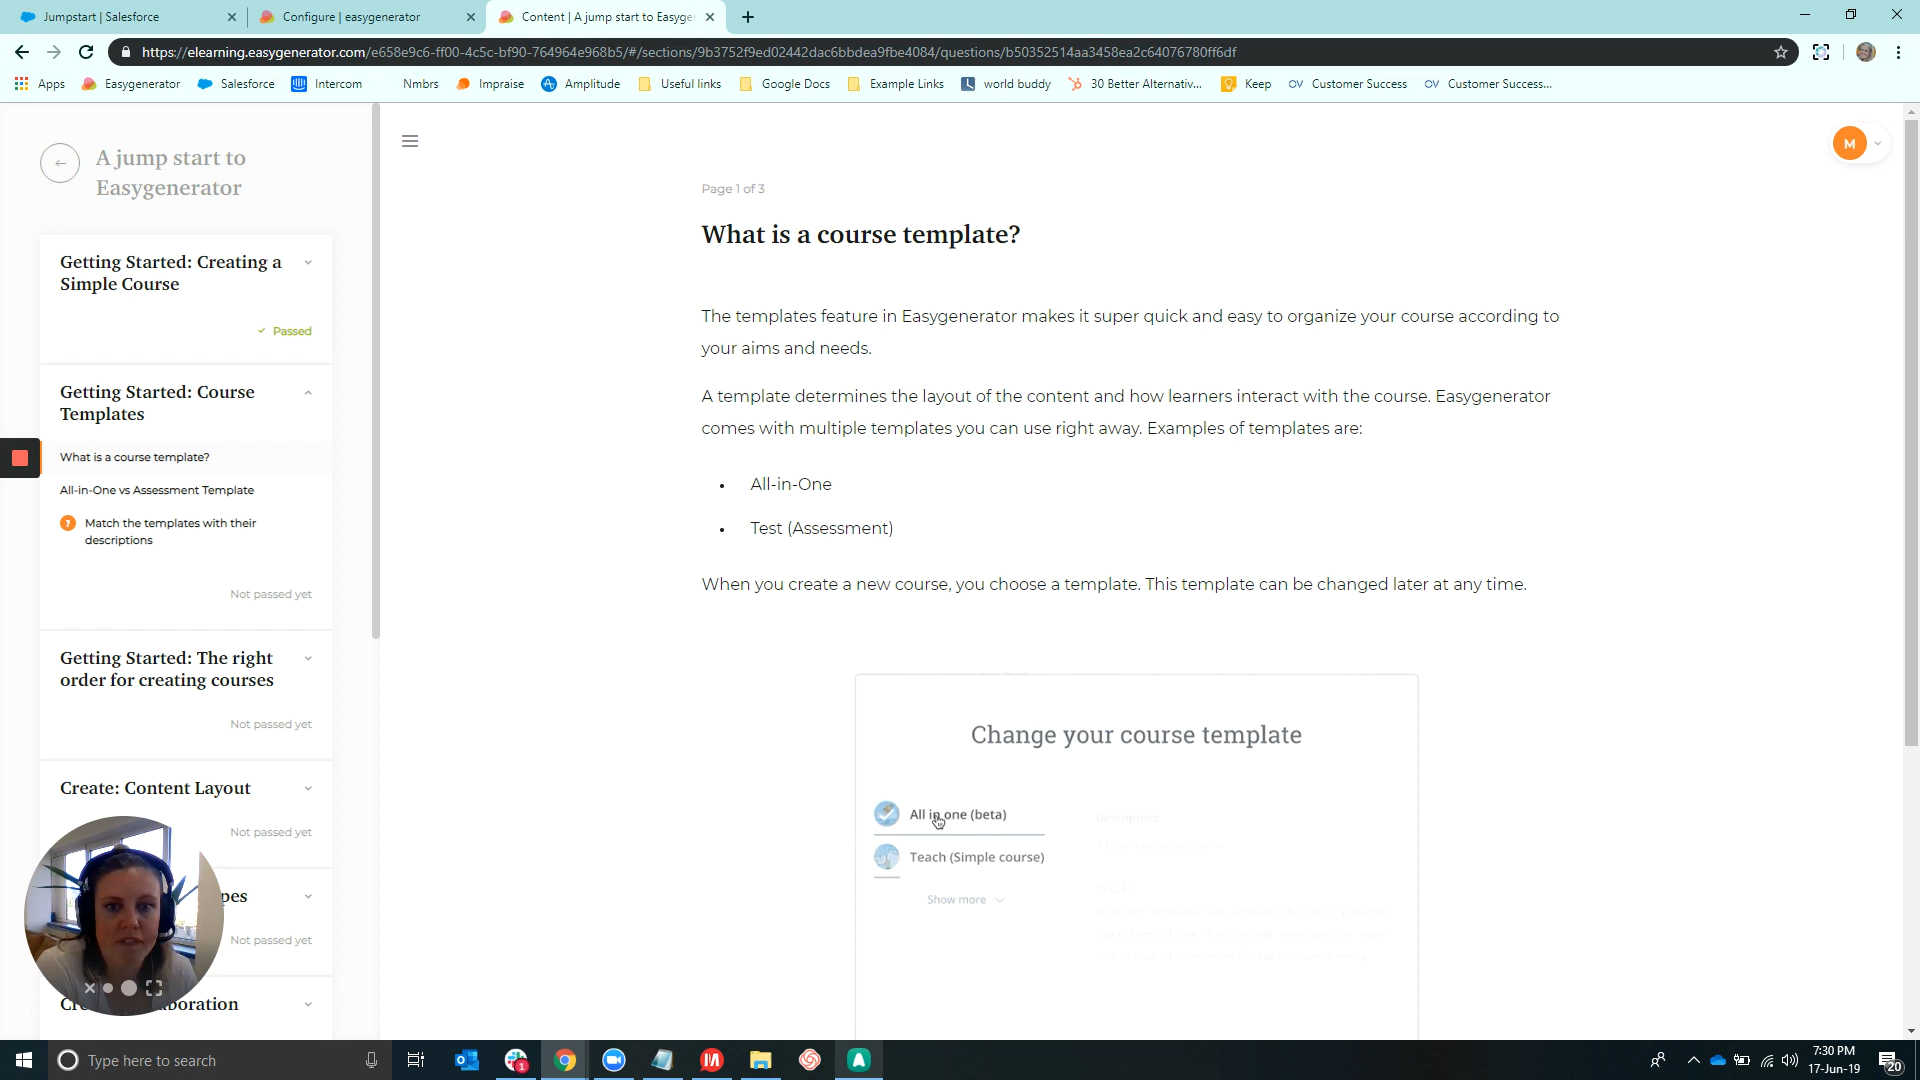 Jumpstart | Salesforce
Configure | easygenerator
Content | A jump start to Easyge
https://elearning.easygenerator.com/e658e9c6-ff00-4c5c-bf90-764964e968b5/#/sections/9b3752f9ed02442dac6bbdea9fbe4084/questions/b50352514aa3458ea2c64076780ff6df
Apps
Easygenerator
Salesforce
Intercom
Nmbrs
Impraise
Amplitude
Useful links
Google Docs
Example Links
world buddy
30 Better Alternativ...
Keep
Customer Success
Customer Success...
A jump start to
Easygenerator
Getting Started: Creating a
Simple Course
Passed
Getting Started: Course
Templates
What is a course template?
All-in-One vs Assessment Template
? Match the templates with their
descriptions
Not passed yet
Getting Started: The right
order for creating courses
Not passed yet
Create: Content Layout
Not passed yet
pes
Not passed yet
boration
M
Page 1 of 3
What is a course template?
The templates feature in Easygenerator makes it super quick and easy to organize your course according to
your aims and needs.
A template determines the layout of the content and how learners interact with the course. Easygenerator
comes with multiple templates you can use right away. Examples of templates are:
• All-in-One
• Test (Assessment)
When you create a new course, you choose a template. This template can be changed later at any time.
Change your course template
All in one (beta)
Teach (Simple course)
Show more
Description:
Type here to search
1
7:30 PM
17-Jun-19
20